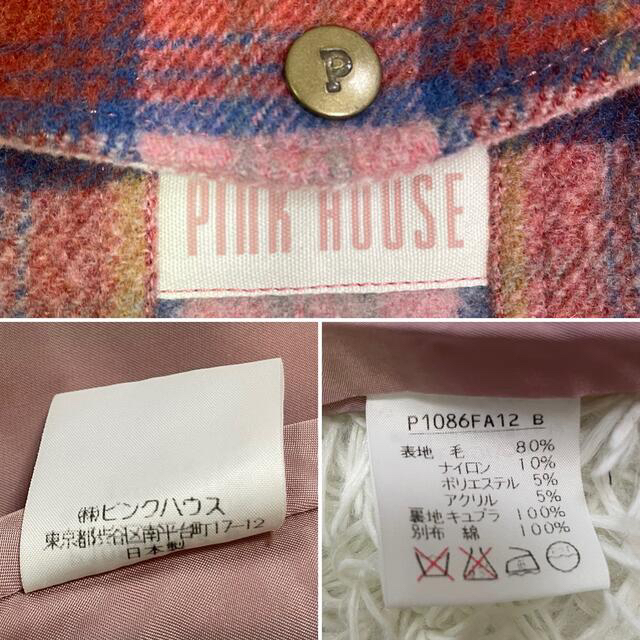 P
PINK HOUSE
(株)ピンクハウス
東京都渋谷区南平台町17-12
日本製
P1086FA12 B
表地 毛 80%
ナイロン 10%
ポリエステル 5%
アクリル 5%
裏地 キュプラ 100%
別布 綿 100%